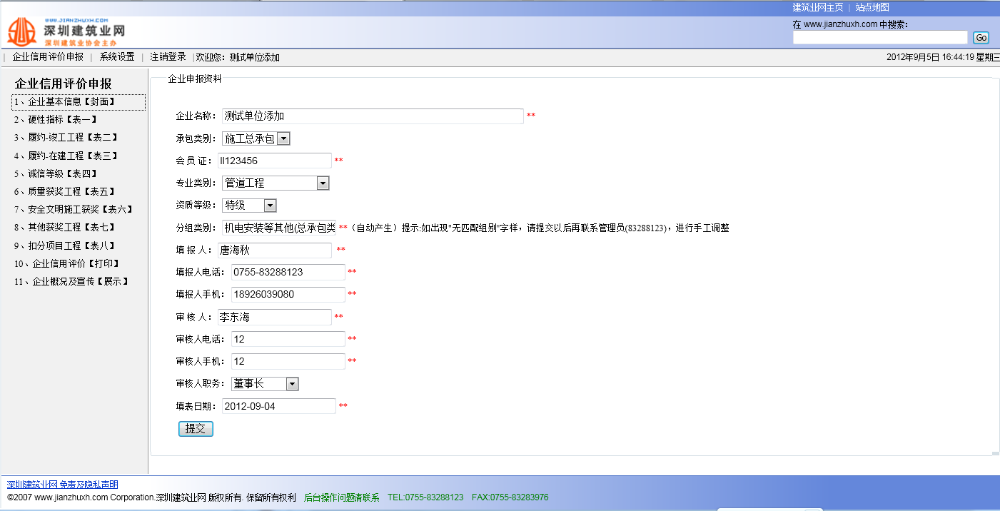 建筑业网主页 | 站点地图
WWW.JIANZHUXH.COM
深圳建筑业网
深圳建筑业协会主办
在 www.jianzhuxh.com 中搜索：
Go
| 企业信用评价申报 | 系统设置 | 注销登录 |欢迎您：测试单位添加
2012年9月5日 16:44:19 星期三
企业信用评价申报
1、企业基本信息【封面】
2、硬性指标【表一】
3、履约-竣工工程【表二】
4、履约-在建工程【表三】
5、诚信等级【表四】
6、质量获奖工程【表五】
7、安全文明施工获奖【表六】
8、其他获奖工程【表七】
9、扣分项目工程【表八】
10、企业信用评价【打印】
11、企业概况及宣传【展示】
企业申报资料
企业名称： 测试单位添加 **
承包类别： 施工总承包
会 员 证： ll123456 **
专业类别： 管道工程
资质等级： 特级
分组类别： 机电安装等其他(总承包类 **（自动产生）提示:如出现"无匹配组别"字样，请提交以后再联系管理员(83288123)，进行手工调整
填 报 人： 唐海秋 **
填报人电话： 0755-83288123 **
填报人手机： 18926039080 **
审 核 人： 李东海 **
审核人电话： 12 **
审核人手机： 12 **
审核人职务： 董事长
填表日期： 2012-09-04 **
提交
深圳建筑业网 免责及隐私声明
©2007 www.jianzhuxh.com Corporation.深圳建筑业网 版权所有. 保留所有权利 后台操作问题请联系 TEL:0755-83288123 FAX:0755-83283976